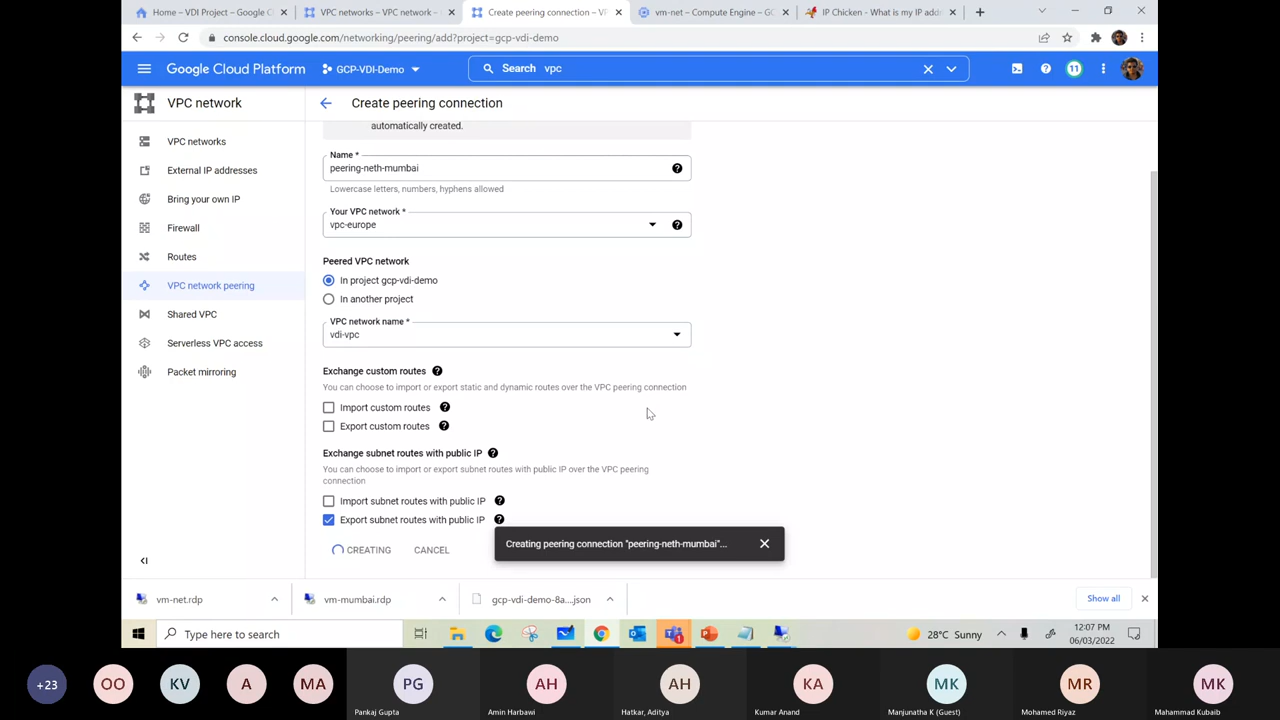 Home – VDI Project – Google C
VPC networks – VPC network –
Create peering connection – VP
vm-net – Compute Engine – GC
IP Chicken - What is my IP add
console.cloud.google.com/networking/peering/add?project=gcp-vdi-demo
Google Cloud Platform
GCP-VDI-Demo
Search vpc
11
VPC network
Create peering connection
automatically created.
VPC networks
External IP addresses
Bring your own IP
Firewall
Routes
VPC network peering
Shared VPC
Serverless VPC access
Packet mirroring
Name *
peering-neth-mumbai
Lowercase letters, numbers, hyphens allowed
Your VPC network *
vpc-europe
Peered VPC network
In project gcp-vdi-demo
In another project
VPC network name *
vdi-vpc
Exchange custom routes
You can choose to import or export static and dynamic routes over the VPC peering connection
Import custom routes
Export custom routes
Exchange subnet routes with public IP
You can choose to import or export subnet routes with public IP over the VPC peering
connection
Import subnet routes with public IP
Export subnet routes with public IP
CREATING
CANCEL
Creating peering connection "peering-neth-mumbai"...
vm-net.rdp
vm-mumbai.rdp
gcp-vdi-demo-8a....json
Show all
Type here to search
1
28°C Sunny
12:07 PM
06/03/2022
+23
OO
KV
A
MA
PG
AH
AH
KA
MK
MR
MK
Pankaj Gupta
Amin Harbawi
Hatkar, Aditya
Kumar Anand
Manjunatha K (Guest)
Mohamed Riyaz
Mahammad Kubaib